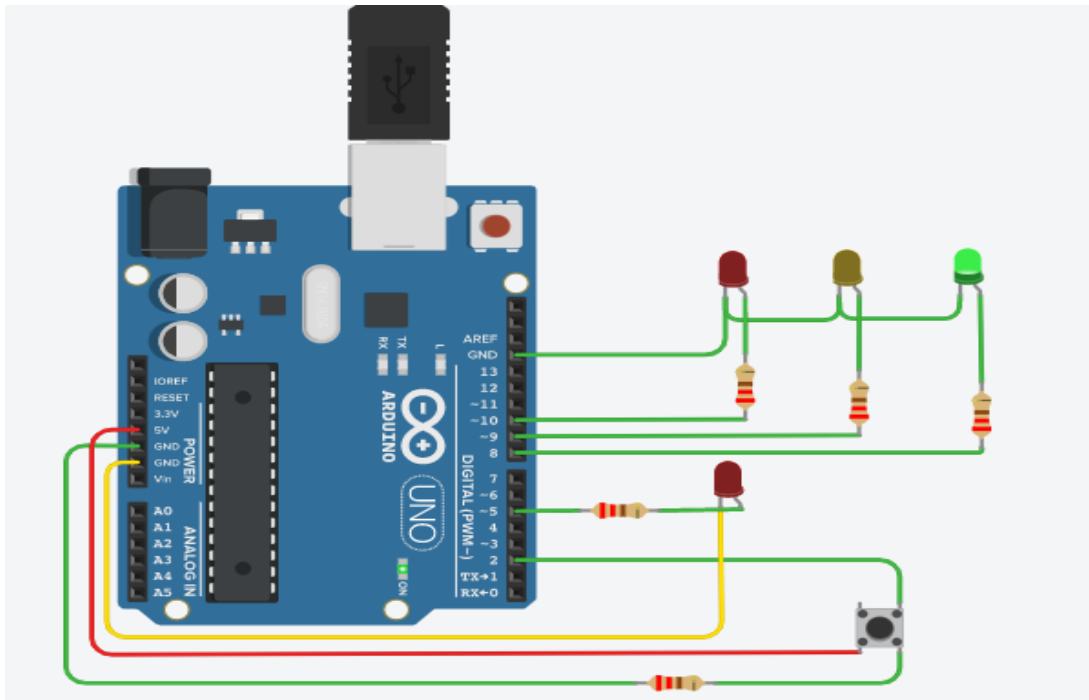 AREF
GND
13
12
~11
~10
~9
8
7
~6
~5
4
~3
2
TX→1
RX←0
DIGITAL (PWM~)
RX
TX
L
ARDUINO
UNO
ON
IOREF
RESET
3.3V
5V
GND
GND
Vin
POWER
A0
A1
A2
A3
A4
A5
ANALOG IN